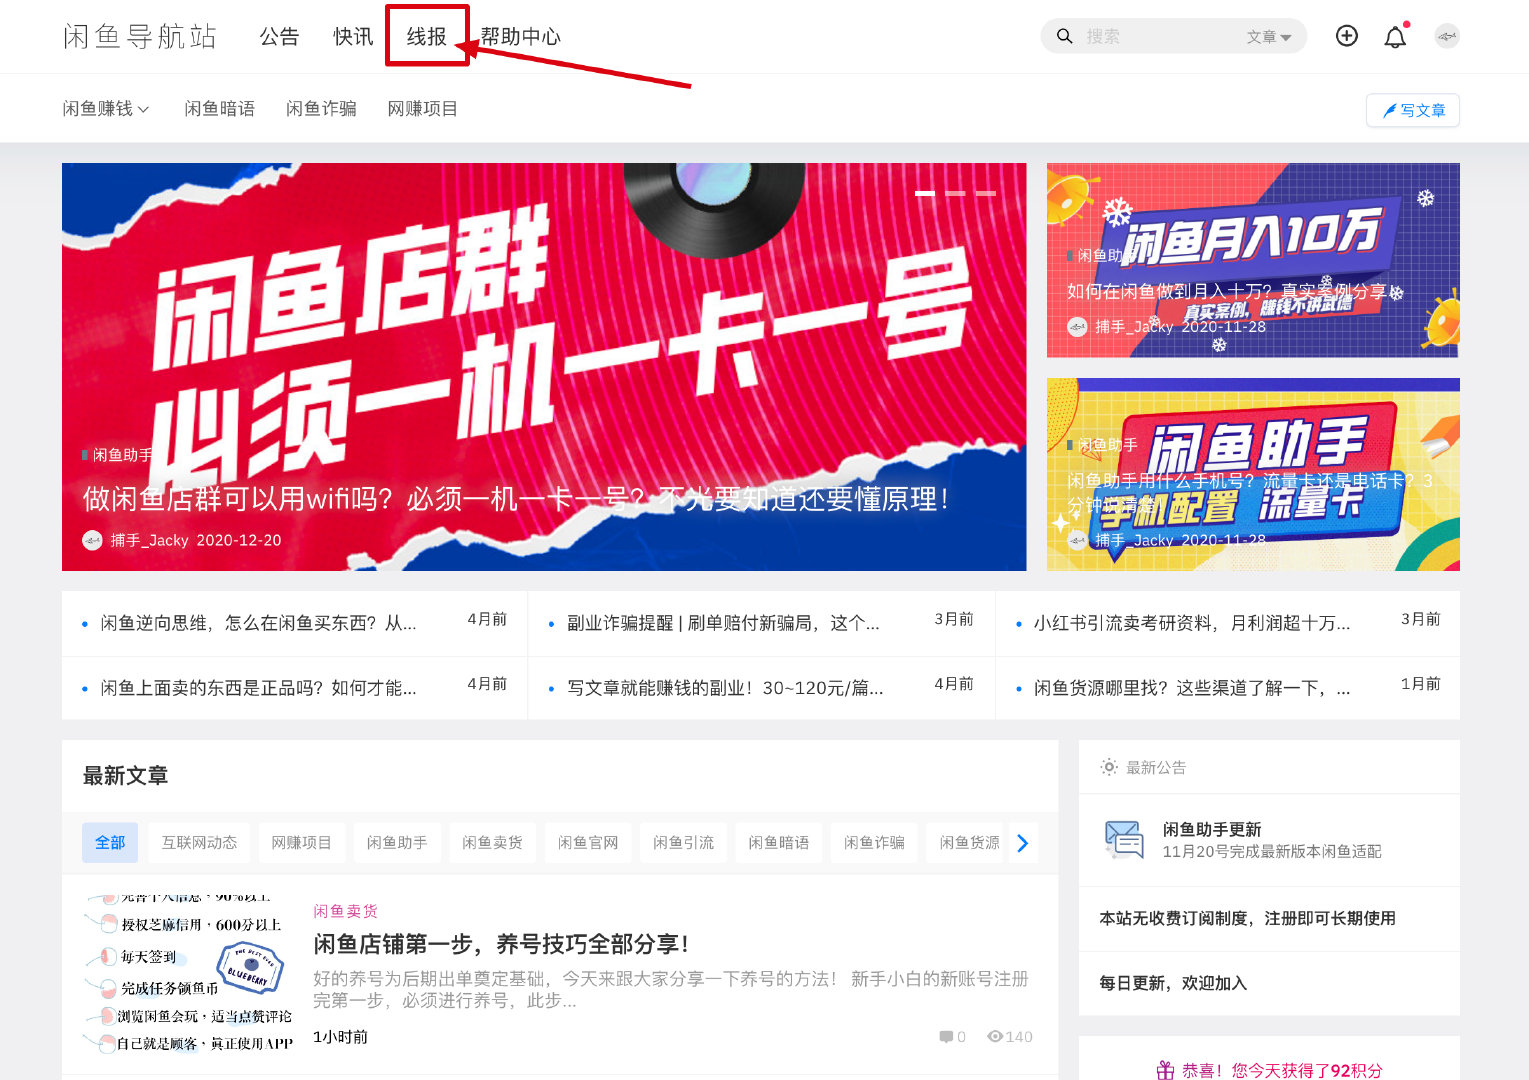 闲鱼导航站
公告
快讯
线报
帮助中心
搜索
文章
闲鱼赚钱
闲鱼暗语
闲鱼诈骗
网赚项目
写文章
闲鱼店群
必须一机一卡一号
闲鱼助手
做闲鱼店群可以用wifi吗？必须一机一卡一号？不光要知道还要懂原理！
捕手_Jacky 2020-12-20
闲鱼月入10万
闲鱼助手
如何在闲鱼做到月入十万？真实案例分享
真实案例，赚钱不讲武德
捕手_Jacky 2020-11-28
闲鱼助手
闲鱼助手
闲鱼助手用什么手机号？流量卡还是电话卡？3
分钟说清楚
手机配置 流量卡
捕手_Jacky 2020-11-28
闲鱼逆向思维，怎么在闲鱼买东西？从... 4月前
副业诈骗提醒 | 刷单赔付新骗局，这个... 3月前
小红书引流卖考研资料，月利润超十万... 3月前
闲鱼上面卖的东西是正品吗？如何才能... 4月前
写文章就能赚钱的副业！30~120元/篇... 4月前
闲鱼货源哪里找？这些渠道了解一下，... 1月前
最新文章
全部
互联网动态
网赚项目
闲鱼助手
闲鱼卖货
闲鱼官网
闲鱼引流
闲鱼暗语
闲鱼诈骗
闲鱼货源
完善个人信息，90%以上
授权芝麻信用，600分以上
每天签到
完成任务领鱼币
浏览闲鱼会玩，适当点赞评论
自己就是顾客，真正使用APP
THE BEST EVER
BLUEBERRY
闲鱼卖货
闲鱼店铺第一步，养号技巧全部分享！
好的养号为后期出单奠定基础，今天来跟大家分享一下养号的方法！ 新手小白的新账号注册
完第一步，必须进行养号，此步...
1小时前
0
140
最新公告
闲鱼助手更新
11月20号完成最新版本闲鱼适配
本站无收费订阅制度，注册即可长期使用
每日更新，欢迎加入
恭喜！您今天获得了92积分